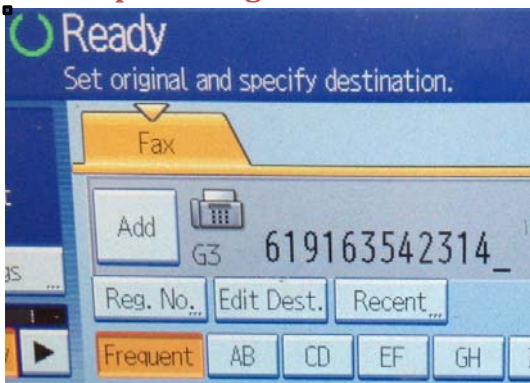 Ready
Set original and specify destination.
Fax
Add
G3 619163542314_
Reg. No. Edit Dest. Recent
Frequent AB CD EF GH